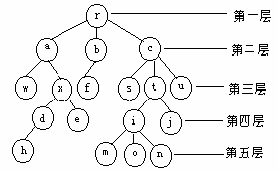 r 第一层
a b c 第二层
w x f s t u 第三层
d e i j 第四层
h m o n 第五层